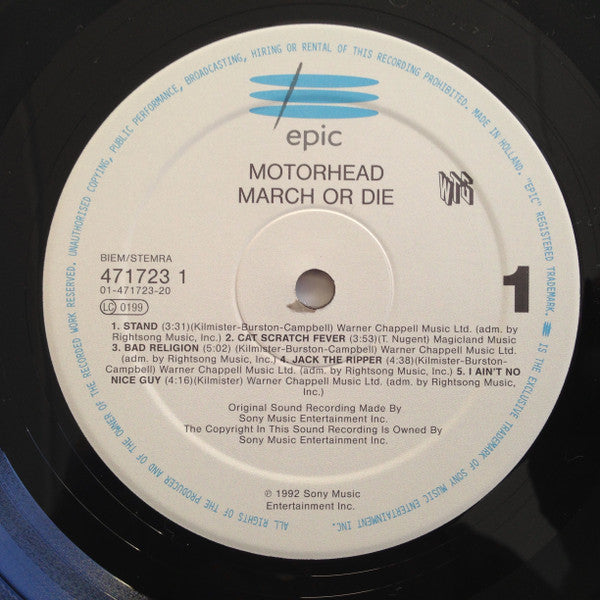 epic
MOTORHEAD
MARCH OR DIE
WTG
BIEM/STEMRA
471723 1
01-471723-20
LC 0199
1
1. STAND (3:31)(Kilmister-Burston-Campbell) Warner Chappell Music Ltd. (adm. by
Rightsong Music, Inc.) 2. CAT SCRATCH FEVER (3:53)(T. Nugent) Magicland Music
3. BAD RELIGION (5:02) (Kilmister-Burston-Campbell) Warner Chappell Music Ltd.
(adm. by Rightsong Music, Inc.) 4. JACK THE RIPPER (4:38)(Kilmister-Burston-
Campbell) Warner Chappell Music Ltd. (adm. by Rightsong Music, Inc.) 5. I AIN'T NO
NICE GUY (4:16)(Kilmister) Warner Chappell Music Ltd. (adm. by Rightsong Music,
Inc.)
Original Sound Recording Made By
Sony Music Entertainment Inc.
The Copyright In This Sound Recording Is Owned By
Sony Music Entertainment Inc.
℗ 1992 Sony Music
Entertainment Inc.
ALL RIGHTS OF THE PRODUCER AND OF THE OWNER OF THE RECORDED WORK RESERVED. UNAUTHORISED COPYING, PUBLIC PERFORMANCE, BROADCASTING, HIRING OR RENTAL OF THIS RECORDING PROHIBITED. MADE IN HOLLAND. "EPIC" REGISTERED TRADEMARK. IS THE EXCLUSIVE TRADEMARK OF SONY MUSIC ENTERTAINMENT INC.